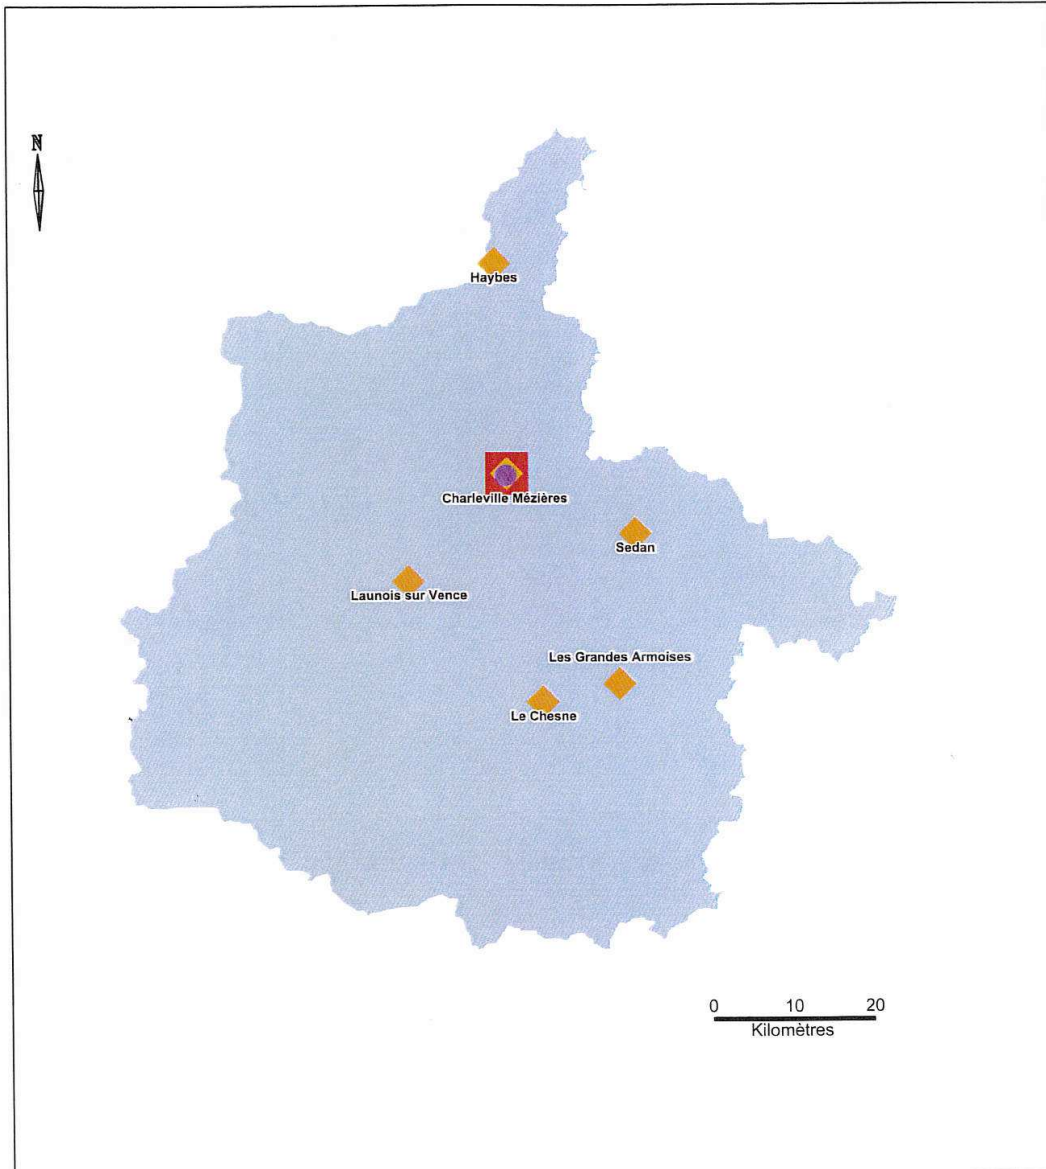 N
Haybes
Charleville Mézières
Sedan
Launois sur Vence
Les Grandes Armoises
Le Chesne
0 10 20
Kilomètres